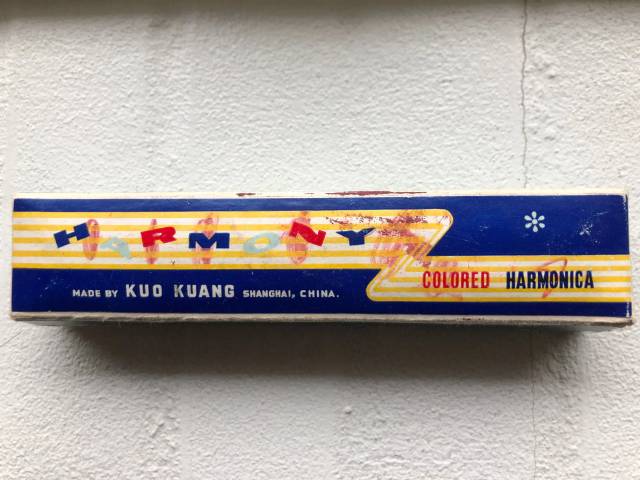 HARMONY
COLORED HARMONICA
MADE BY KUO KUANG SHANGHAI, CHINA.